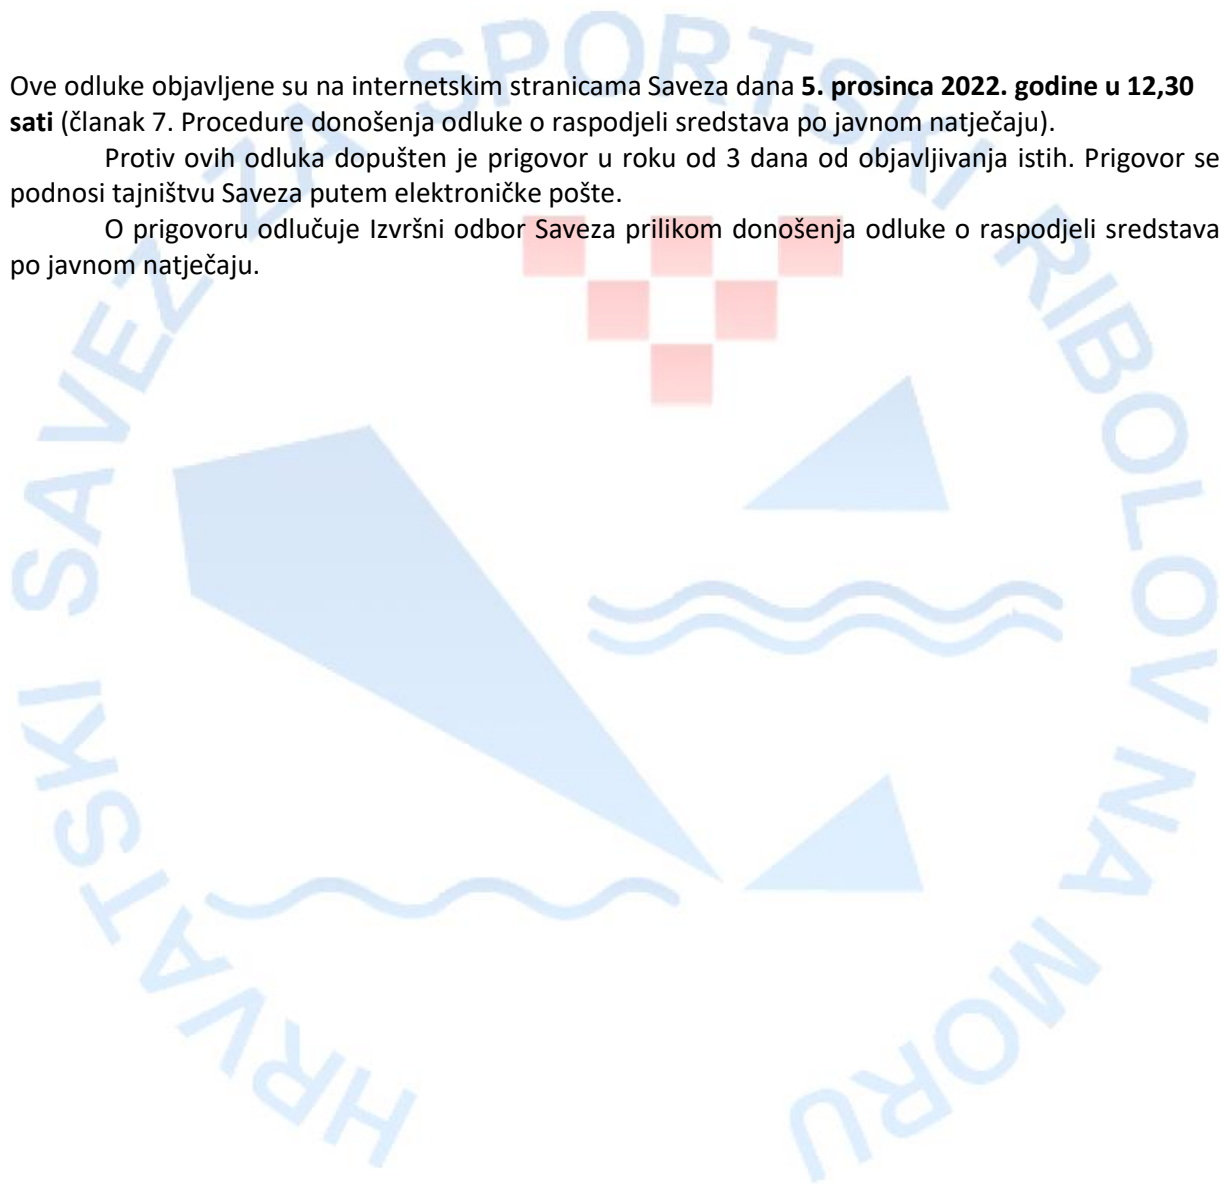 Ove odluke objavljene su na internetskim stranicama Saveza dana 5. prosinca 2022. godine u 12,30
sati (članak 7. Procedure donošenja odluke o raspodjeli sredstava po javnom natječaju).
Protiv ovih odluka dopušten je prigovor u roku od 3 dana od objavljivanja istih. Prigovor se
podnosi tajništvu Saveza putem elektroničke pošte.
O prigovoru odlučuje Izvršni odbor Saveza prilikom donošenja odluke o raspodjeli sredstava
po javnom natječaju.
HRVATSKI SAVEZ ZA SPORTSKI RIBOLOV NA MORU